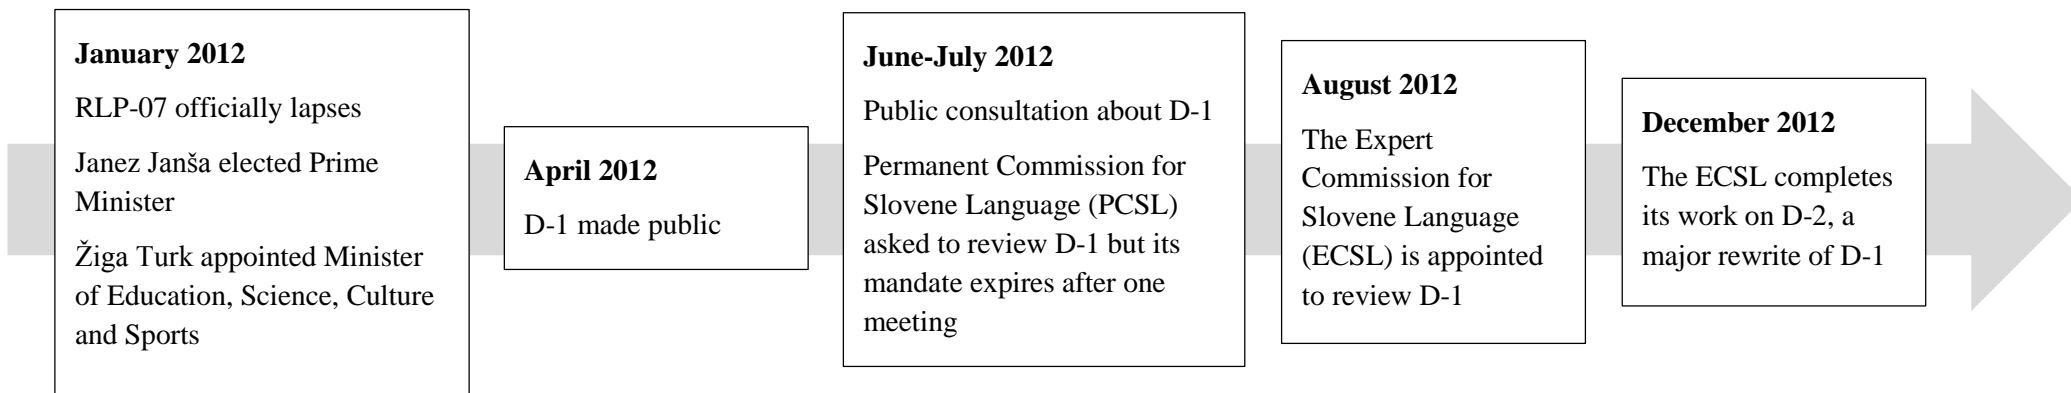 January 2012
RLP-07 officially lapses
Janez Janša elected Prime
Minister
Žiga Turk appointed Minister
of Education, Science, Culture
and Sports
April 2012
D-1 made public
June-July 2012
Public consultation about D-1
Permanent Commission for
Slovene Language (PCSL)
asked to review D-1 but its
mandate expires after one
meeting
August 2012
The Expert
Commission for
Slovene Language
(ECSL) is appointed
to review D-1
December 2012
The ECSL completes
its work on D-2, a
major rewrite of D-1